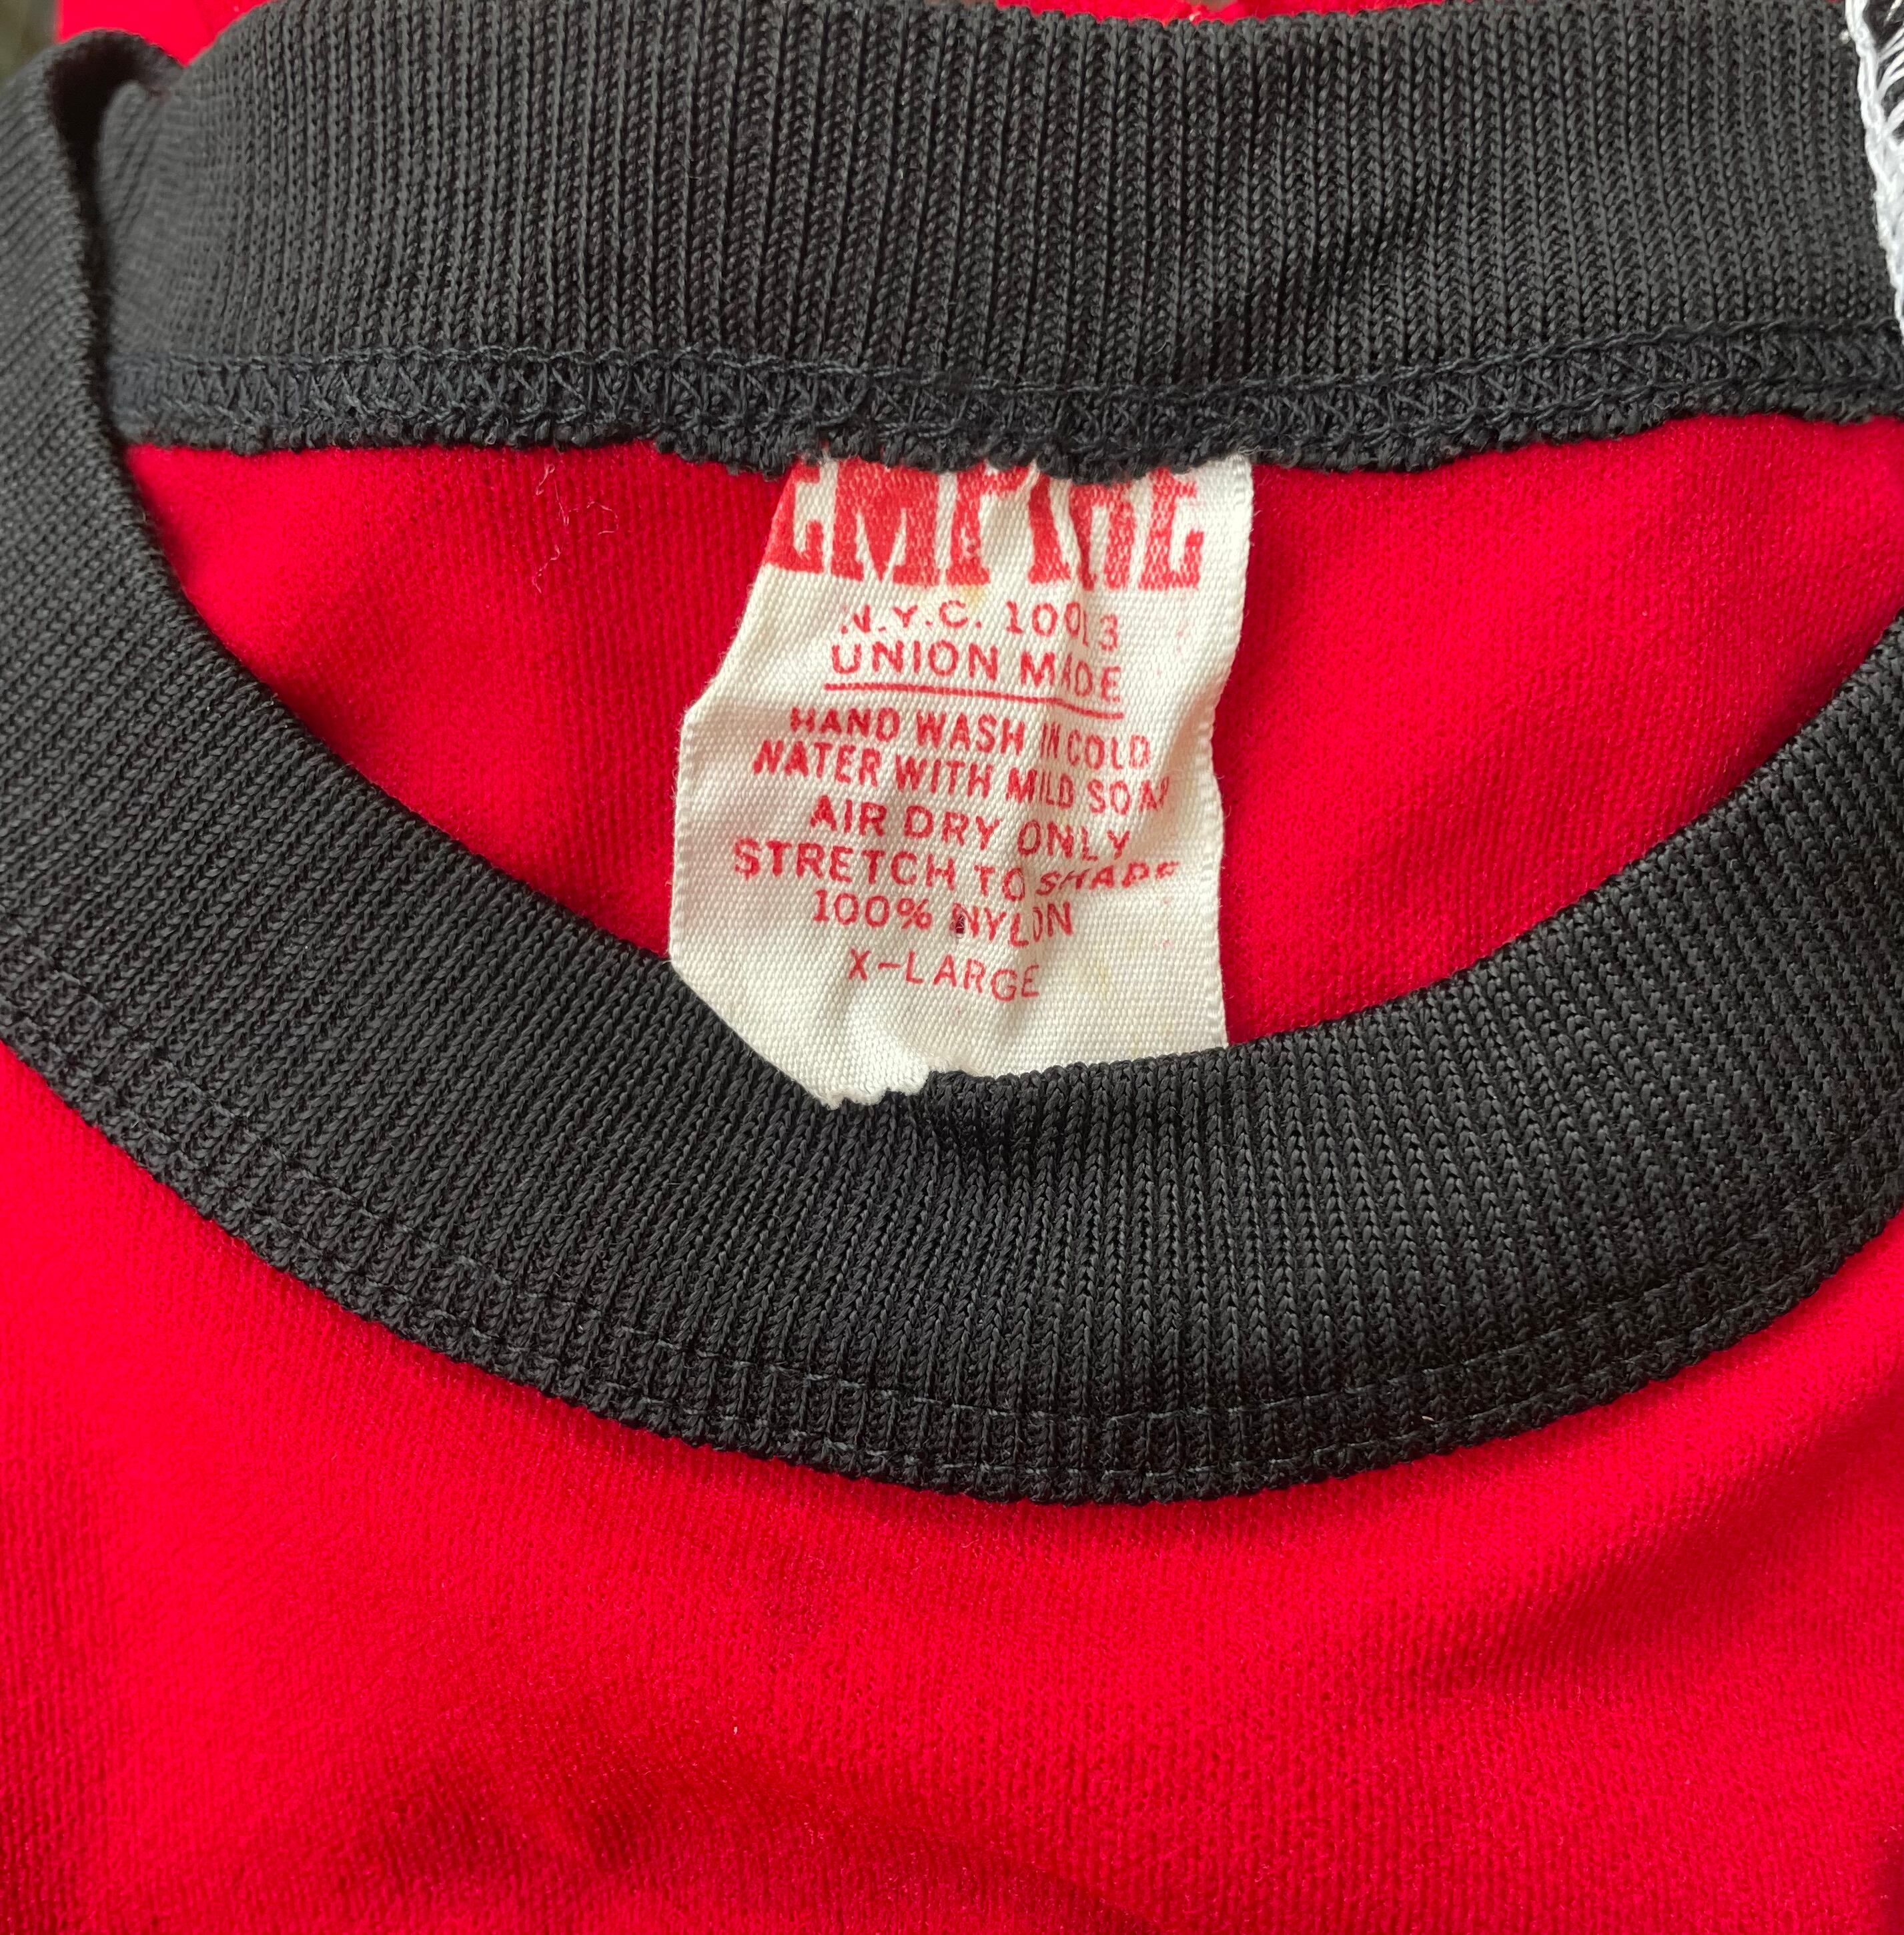 EMPIRE
N.Y.C. 10013
UNION MADE
HAND WASH IN COLD
WATER WITH MILD SOAP
AIR DRY ONLY
STRETCH TO SHAPE
100% NYLON
X-LARGE